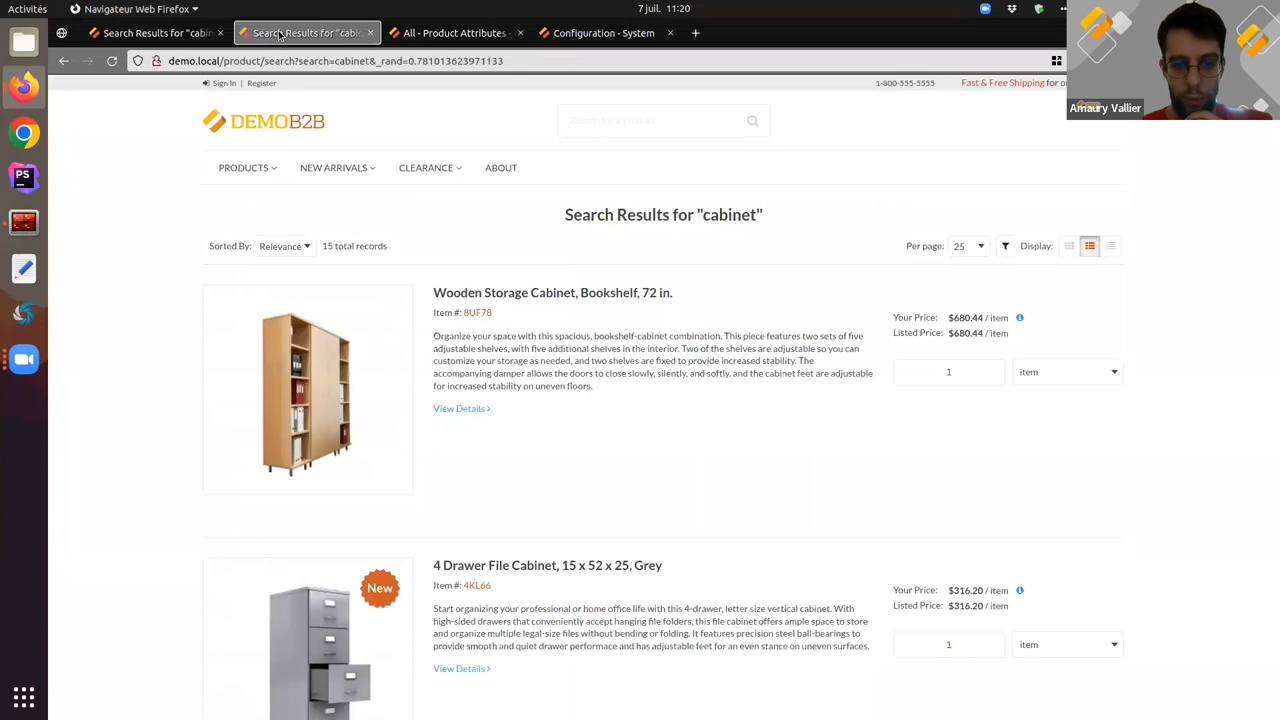 Activités
Navigateur Web Firefox
7 juil. 11:20
Search Results for "cabin
Search Results for "cabi
All - Product Attributes -
Configuration - System
demo.local/product/search?search=cabinet&_rand=0.781013623971133
Amaury Vallier
Sign In | Register
1-800-555-5555
Fast & Free Shipping for o
DEMOB2B
PRODUCTS
NEW ARRIVALS
CLEARANCE
ABOUT
Search Results for "cabinet"
Sorted By: Relevance
15 total records
Per page: 25
Display:
Wooden Storage Cabinet, Bookshelf, 72 in.
Item #: 8UF78
Organize your space with this spacious, bookshelf-cabinet combination. This piece features two sets of five
adjustable shelves, with five additional shelves in the interior. Two of the shelves are adjustable so you can
customize your storage as needed, and two shelves are fixed to provide increased stability. The
accompanying damper allows the doors to close slowly, silently, and softly, and the cabinet feet are adjustable
for increased stability on uneven floors.
View Details
Your Price: $680.44 / item
Listed Price: $680.44 / item
1
item
New
4 Drawer File Cabinet, 15 x 52 x 25, Grey
Item #: 4KL66
Start organizing your professional or home office life with this 4-drawer, letter size vertical cabinet. With
high-sided drawers that conveniently accept hanging file folders, this file cabinet offers ample space to store
and organize multiple legal-size files without bending or folding. It features precision steel ball-bearings to
provide smooth and quiet drawer performace and has adjustable feet for an even stance on uneven surfaces.
View Details
Your Price: $316.20 / item
Listed Price: $316.20 / item
1
item
PS